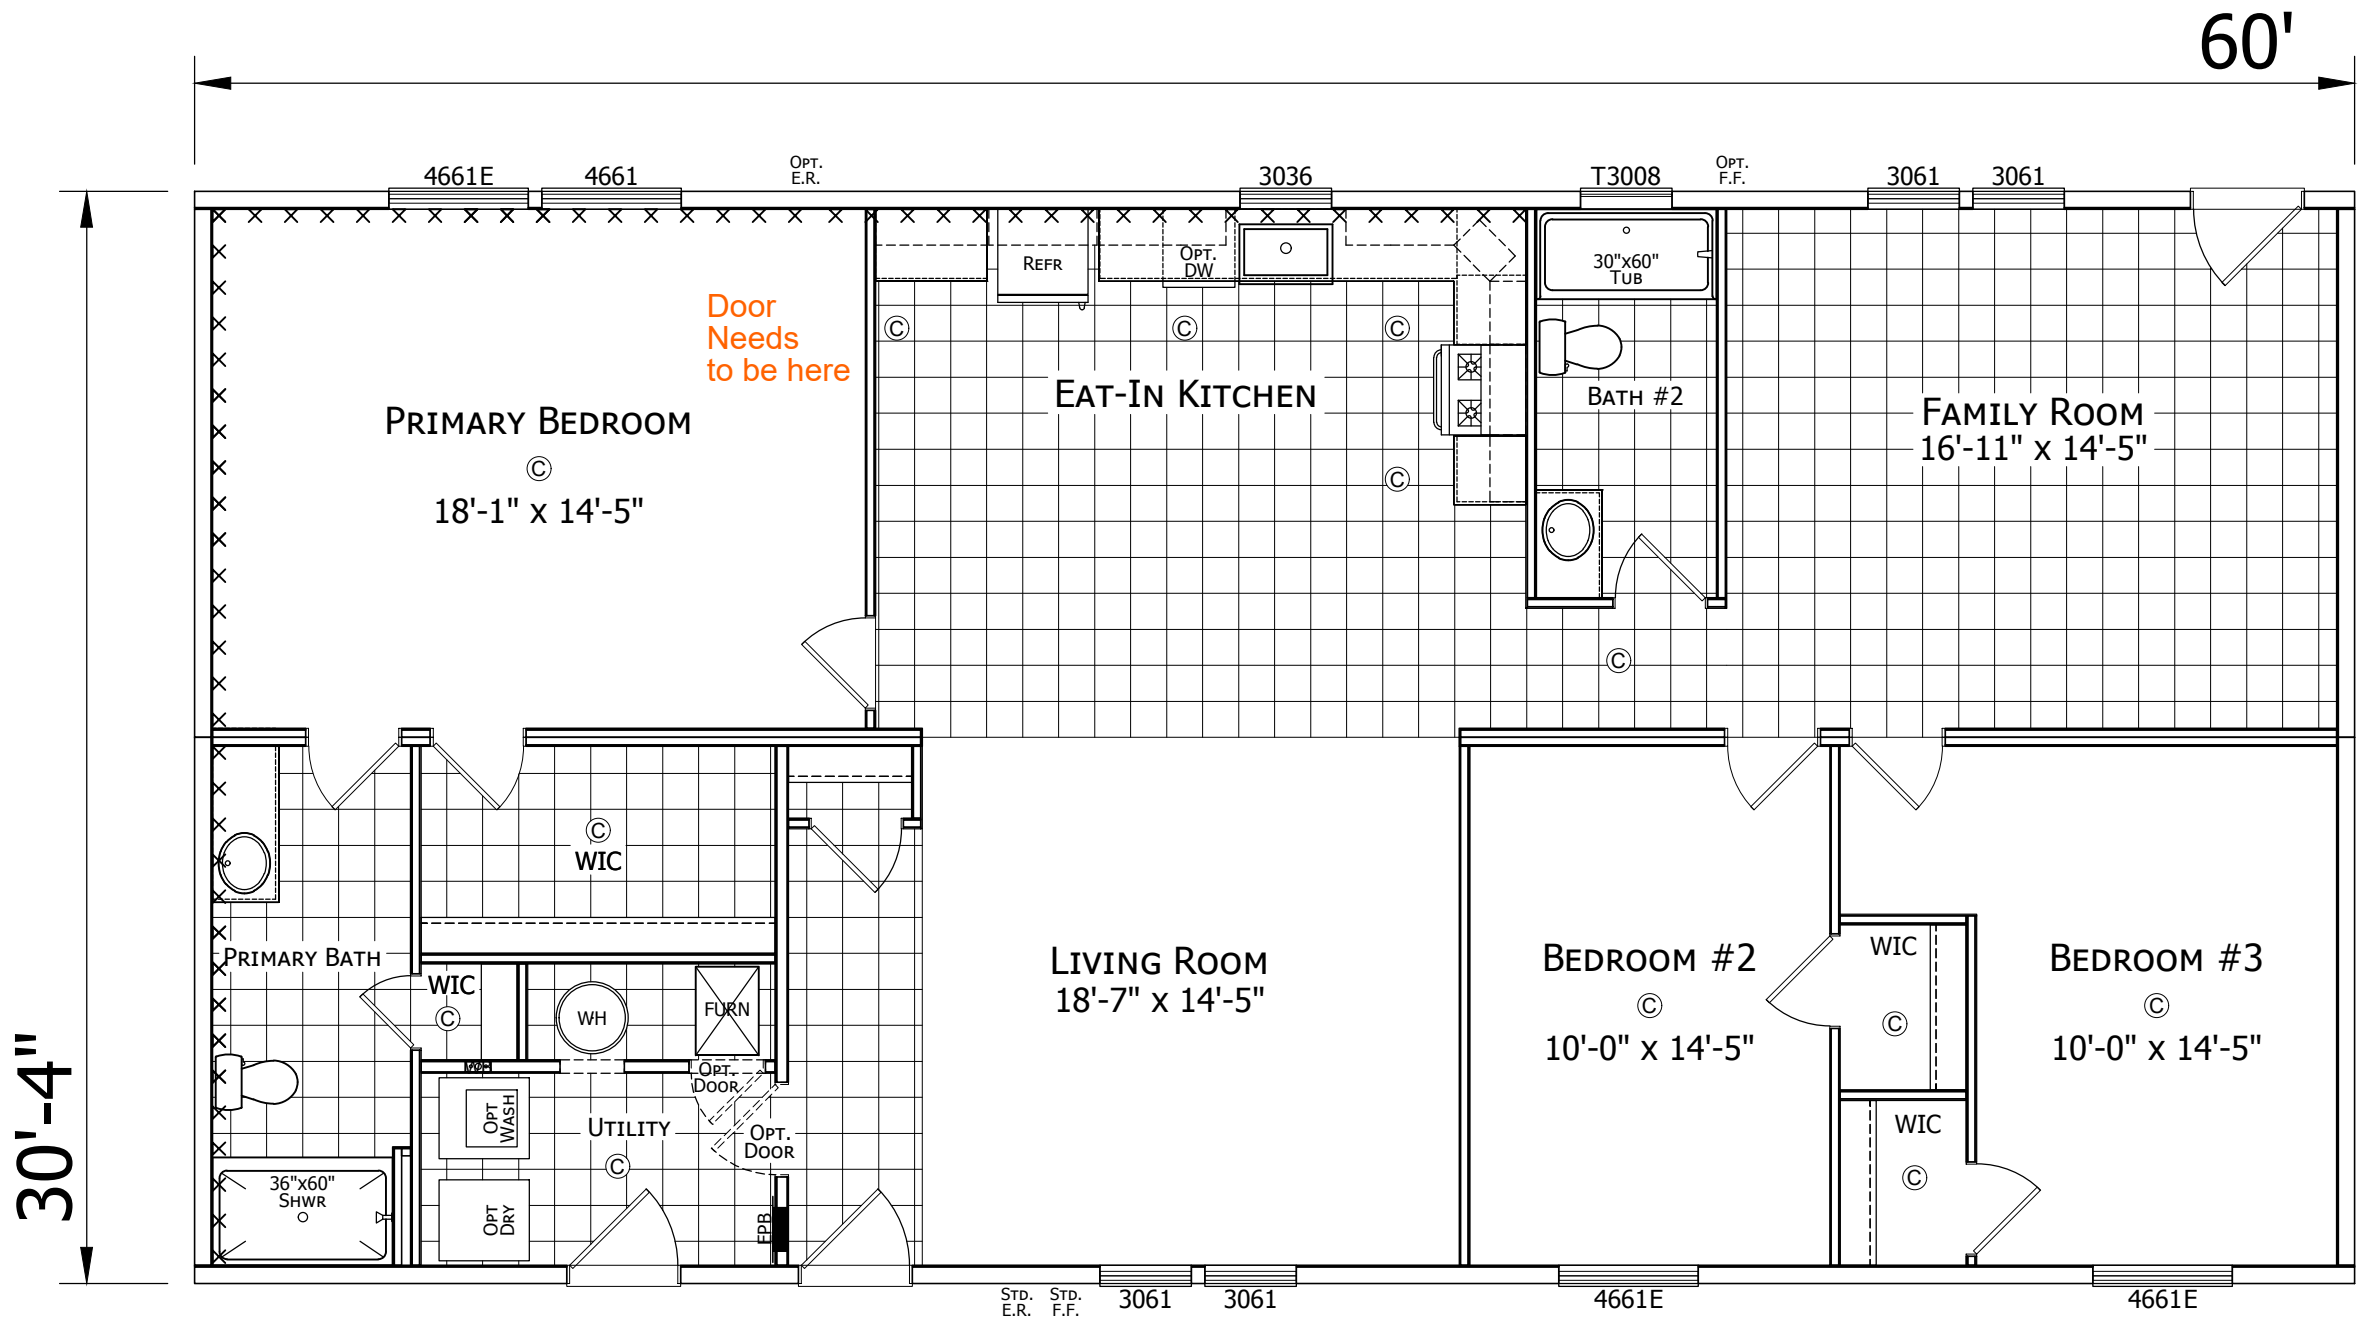 60'
OPT.
E.R.
OPT.
F.F.
4661E
4661
3036
T3008
3061
3061
REFR
OPT.
DW
30"x60"
TUB
Door
Needs
to be here
C
C
C
EAT-IN KITCHEN
BATH #2
PRIMARY BEDROOM
C
18'-1" X 14'-5"
FAMILY ROOM
16'-11" X 14'-5"
C
C
C
WIC
PRIMARY BATH
WIC
C
WH
FURN
LIVING ROOM
18'-7" X 14'-5"
BEDROOM #2
C
10'-0" X 14'-5"
WIC
C
BEDROOM #3
C
10'-0" X 14'-5"
30'-4"
OPT.
DOOR
OPT
WASH
UTILITY
C
OPT.
DOOR
WIC
C
36"x60"
SHWR
OPT
DRY
EPB
STD.
E.R.
STD.
F.F.
3061
3061
4661E
4661E